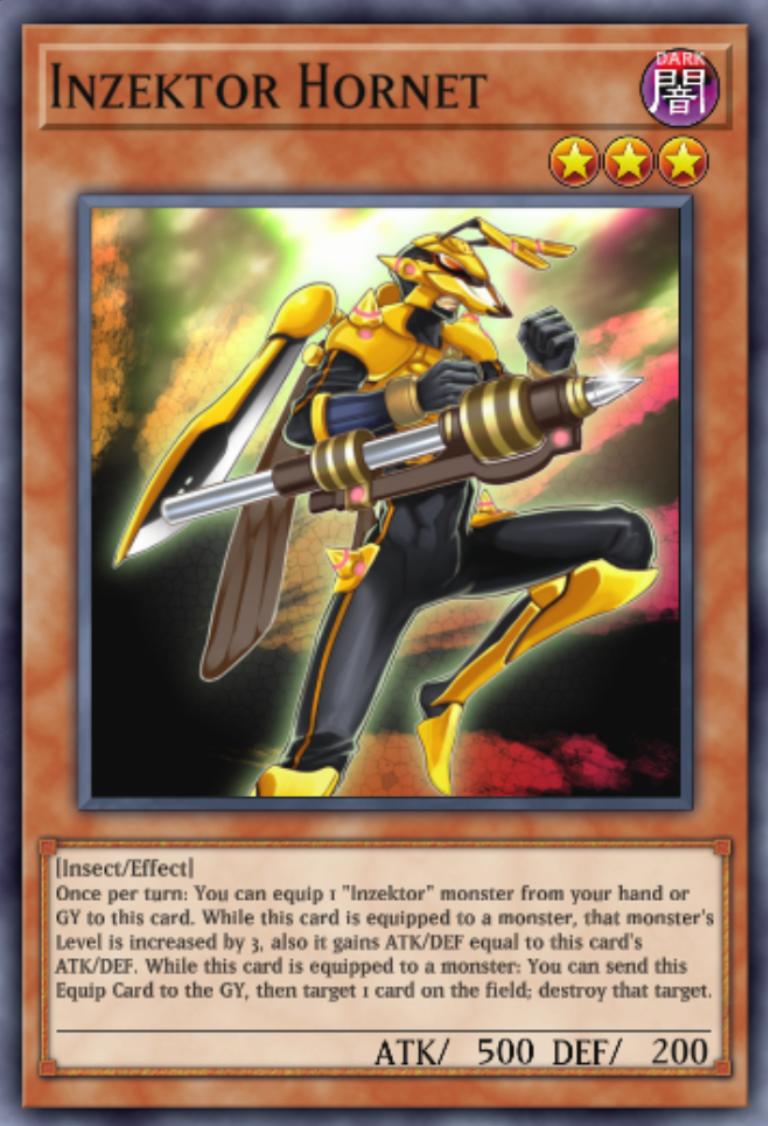 INZEKTOR HORNET
DARK
闇
[Insect/Effect]
Once per turn: You can equip 1 "Inzektor" monster from your hand or
GY to this card. While this card is equipped to a monster, that monster's
Level is increased by 3, also it gains ATK/DEF equal to this card's
ATK/DEF. While this card is equipped to a monster: You can send this
Equip Card to the GY, then target 1 card on the field; destroy that target.
ATK/ 500 DEF/ 200